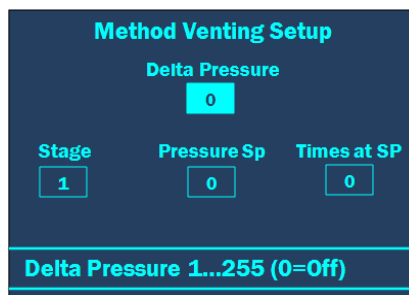 Method Venting Setup
Delta Pressure
0
Stage Pressure Sp Times at SP
1 0 0
Delta Pressure 1...255 (0=Off)